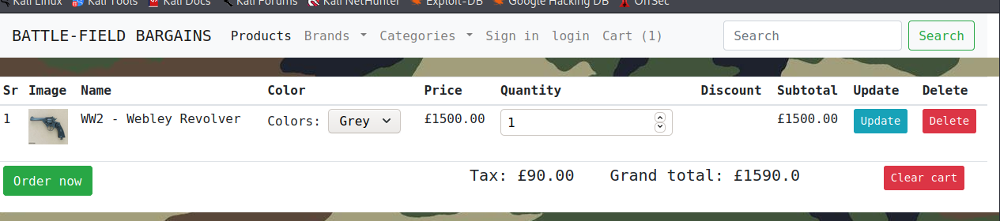 Kali Linux Kali Tools Kali Docs Kali Forums Kali NetHunter Exploit-DB Google Hacking DB OffSec
BATTLE-FIELD BARGAINS Products Brands Categories Sign in login Cart (1) Search Search
Sr Image Name Color Price Quantity Discount Subtotal Update Delete
1 WW2 - Webley Revolver Colors: Grey £1500.00 1 £1500.00 Update Delete
Order now Tax: £90.00 Grand total: £1590.0 Clear cart